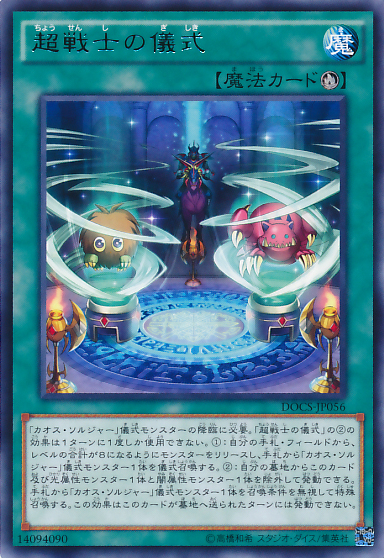 ちょうせんしのぎしき
超戦士の儀式
魔
【魔法カード】
DOCS-JP056
「カオス・ソルジャー」儀式モンスターの降臨に必要。「超戦士の儀式」の②の
効果は1ターンに1度しか使用できない。①：自分の手札・フィールドから、
レベルの合計が8になるようにモンスターをリリースし、手札から「カオス・ソル
ジャー」儀式モンスター1体を儀式召喚する。②：自分の墓地からこのカード
及び光属性モンスター1体と闇属性モンスター1体を除外して発動できる。
手札から「カオス・ソルジャー」儀式モンスター1体を召喚条件を無視して特殊
召喚する。この効果はこのカードが墓地へ送られたターンには発動できない。
14094090
©高橋和希 スタジオ・ダイス/集英社